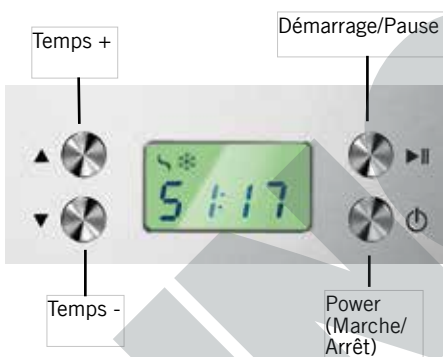 Démarrage/Pause
Temps +
51:17
Temps -
Power
(Marche/
Arrêt)